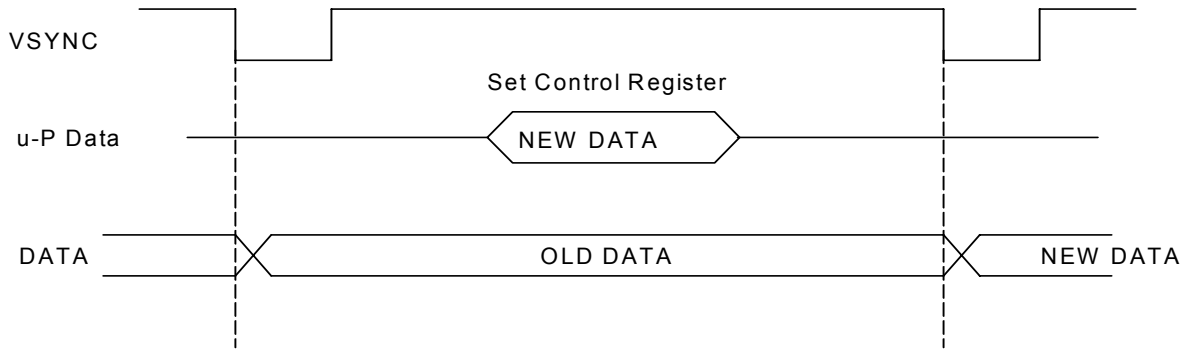 VSYNC
Set Control Register
u-P Data
NEW DATA
DATA
OLD DATA
NEW DATA